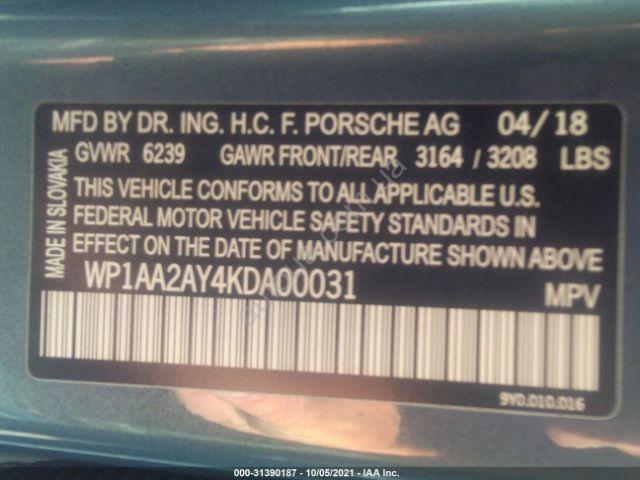 MFD BY DR. ING. H.C. F. PORSCHE AG 04/18
GVWR 6239 GAWR FRONT/REAR 3164 / 3208 LBS
THIS VEHICLE CONFORMS TO ALL APPLICABLE U.S.
FEDERAL MOTOR VEHICLE SAFETY STANDARDS IN
EFFECT ON THE DATE OF MANUFACTURE SHOWN ABOVE
WP1AA2AY4KDA00031 MPV
MADE IN SLOVAKIA
9Y0.010.016
000-31390187 - 10/05/2021 - IAA Inc.